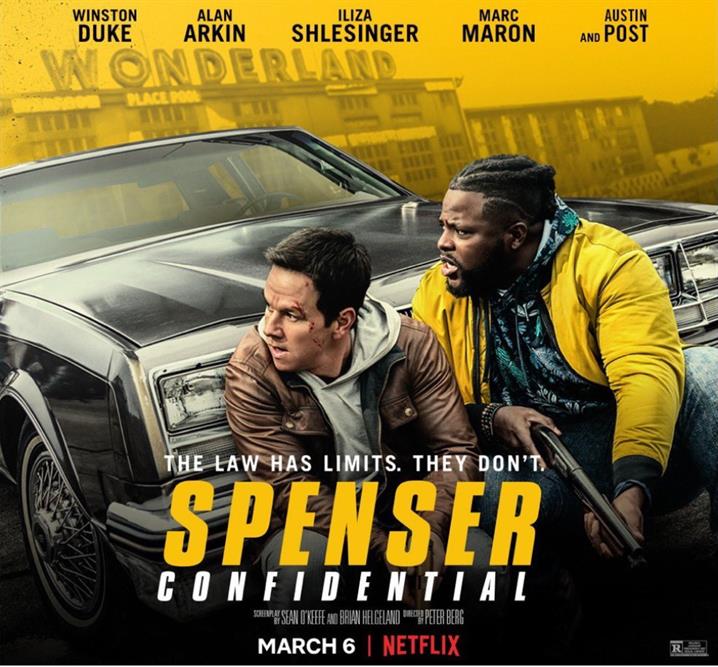 WINSTON DUKE
ALAN ARKIN
ILIZA SHLESINGER
MARC MARON
AND AUSTIN POST
WONDERLAND
THE LAW HAS LIMITS. THEY DON'T.
SPENSER
CONFIDENTIAL
SCREENPLAY BY SEAN O'KEEFE AND BRIAN HELGELAND DIRECTED BY PETER BERG
MARCH 6 | NETFLIX
R